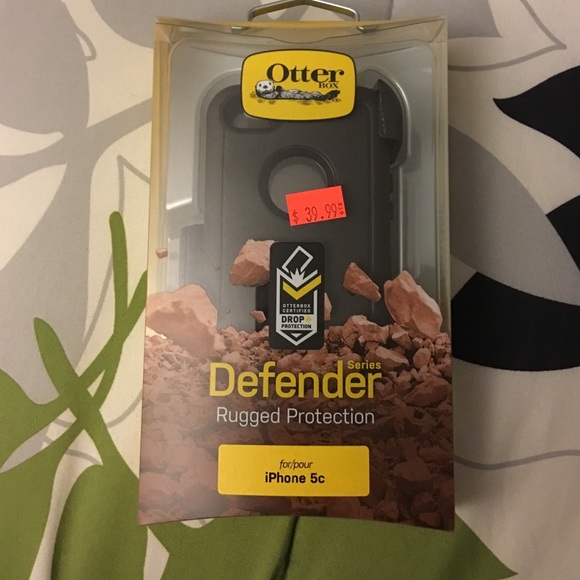 Otter
BOX
$ 39.99
OTTERBOX
CERTIFIED
DROP+
PROTECTION
Series
Defender
Rugged Protection
for/pour
iPhone 5c